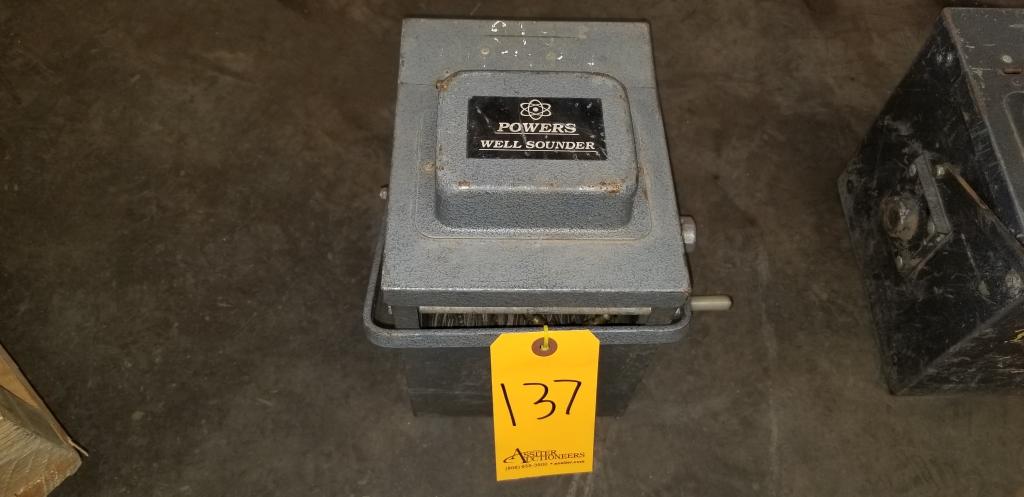 POWERS
WELL SOUNDER
137
ASSITER
AUCTIONEERS